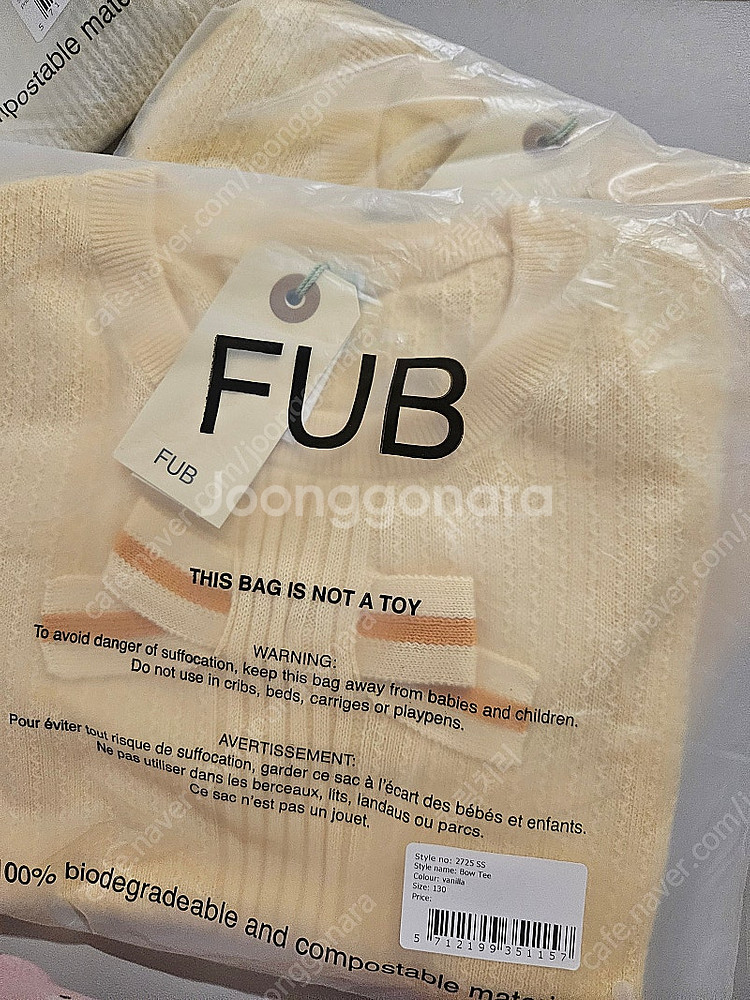 mpostable mate
FUB
FUB
Joonggonara
THIS BAG IS NOT A TOY
WARNING:
To avoid danger of suffocation, keep this bag away from babies and children.
Do not use in cribs, beds, carriges or playpens.
AVERTISSEMENT:
Pour éviter tout risque de suffocation, garder ce sac à l'écart des bébés et enfants.
Ne pas utiliser dans les berceaux, lits, landaus ou parcs.
Ce sac n'est pas un jouet.
Style no: 2725 SS
Style name: Bow Tee
Colour: vanilla
Size: 130
Price:
5 712199 351157
100% biodegradeable and compostable mate
cafe.naver.com/joonggonara